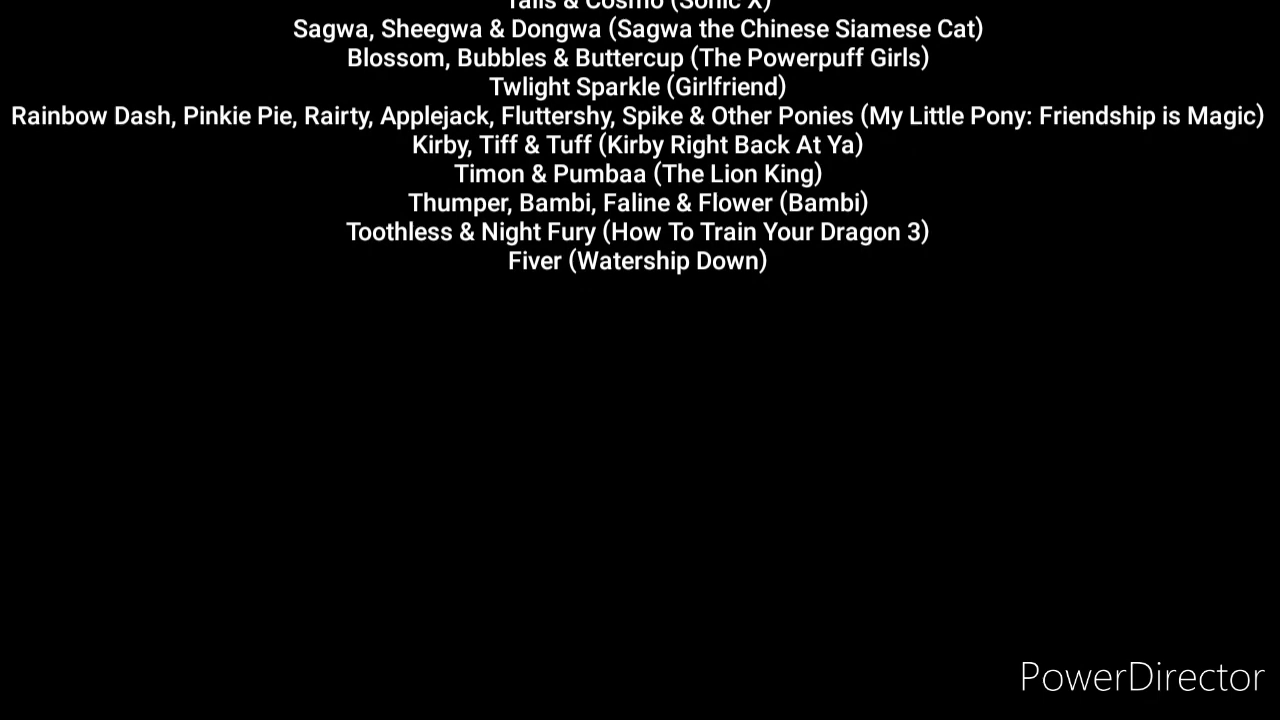 Tails & Cosmo (Sonic X)
Sagwa, Sheegwa & Dongwa (Sagwa the Chinese Siamese Cat)
Blossom, Bubbles & Buttercup (The Powerpuff Girls)
Twlight Sparkle (Girlfriend)
Rainbow Dash, Pinkie Pie, Rairty, Applejack, Fluttershy, Spike & Other Ponies (My Little Pony: Friendship is Magic)
Kirby, Tiff & Tuff (Kirby Right Back At Ya)
Timon & Pumbaa (The Lion King)
Thumper, Bambi, Faline & Flower (Bambi)
Toothless & Night Fury (How To Train Your Dragon 3)
Fiver (Watership Down)
PowerDirector